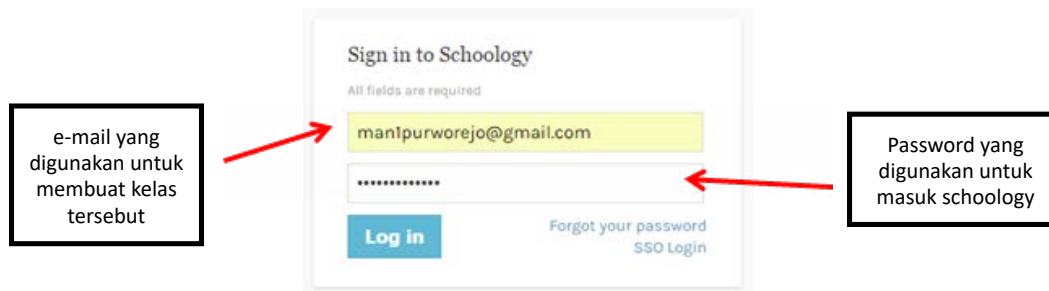 Sign in to Schoology
All fields are required
e-mail yang
digunakan untuk
membuat kelas
tersebut
man1purworejo@gmail.com
•••••••••••••
Password yang
digunakan untuk
masuk schoology
Log in
Forgot your password
SSO Login